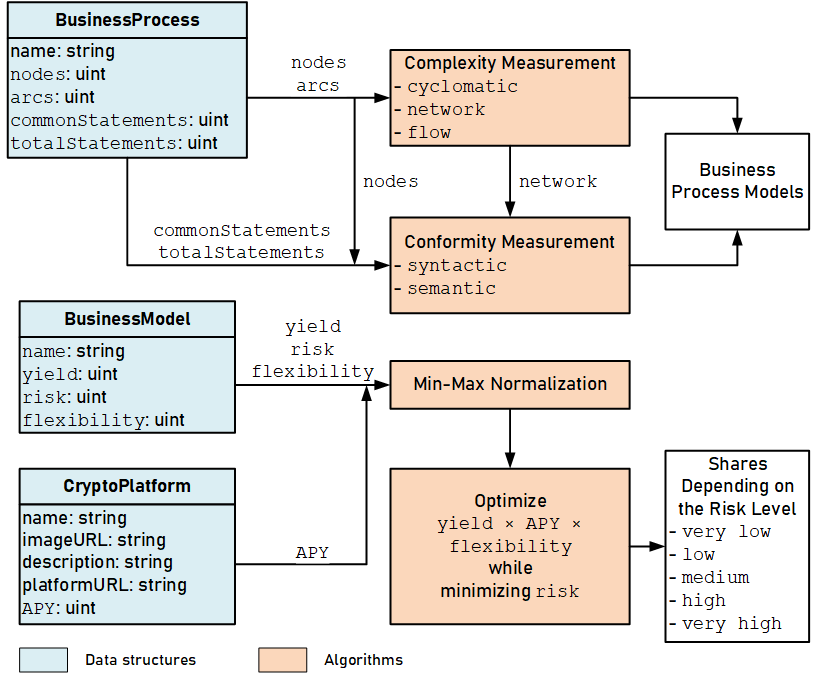 BusinessProcess
name: string
nodes: uint
arcs: uint
commonStatements: uint
totalStatements: uint
nodes
arcs
Complexity Measurement
- cyclomatic
- network
- flow
nodes
network
Business
Process Models
commonStatements
totalStatements
Conformity Measurement
- syntactic
- semantic
BusinessModel
name: string
yield: uint
risk: uint
flexibility: uint
yield
risk
flexibility
Min-Max Normalization
CryptoPlatform
name: string
imageURL: string
description: string
platformURL: string
APY: uint
APY
Optimize
yield × APY ×
flexibility
while
minimizing risk
Shares
Depending on
the Risk Level
- very low
- low
- medium
- high
- very high
Data structures
Algorithms